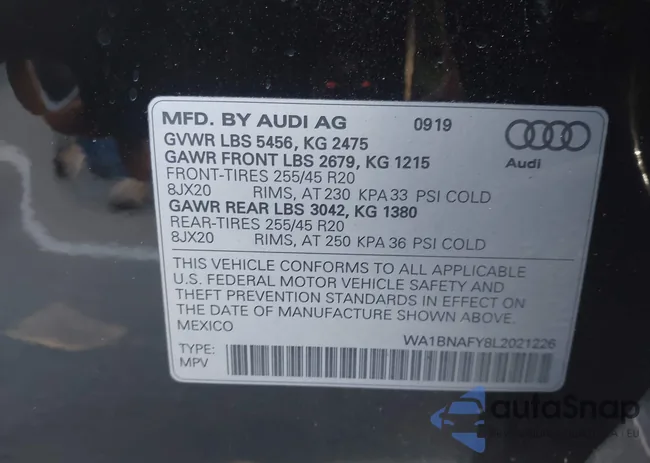 MFD. BY AUDI AG 0919
GVWR LBS 5456, KG 2475
GAWR FRONT LBS 2679, KG 1215
Audi
FRONT-TIRES 255/45 R20
8JX20 RIMS, AT 230 KPA 33 PSI COLD
GAWR REAR LBS 3042, KG 1380
REAR-TIRES 255/45 R20
8JX20 RIMS, AT 250 KPA 36 PSI COLD
THIS VEHICLE CONFORMS TO ALL APPLICABLE
U.S. FEDERAL MOTOR VEHICLE SAFETY AND
THEFT PREVENTION STANDARDS IN EFFECT ON
THE DATE OF MANUFACTURE SHOWN ABOVE.
MEXICO
WA1BNAFY8L2021226
TYPE:
MPV
autoSnap
EU